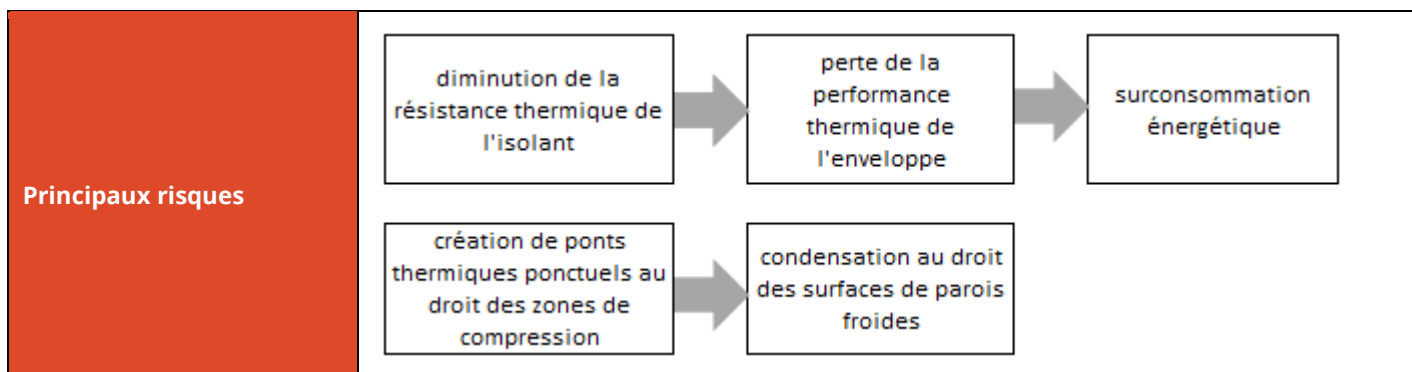 Principaux risques
diminution de la
résistance thermique de
l'isolant
perte de la
performance
thermique de
l'enveloppe
surconsommation
énergétique
création de ponts
thermiques ponctuels au
droit des zones de
compression
condensation au droit
des surfaces de parois
froides